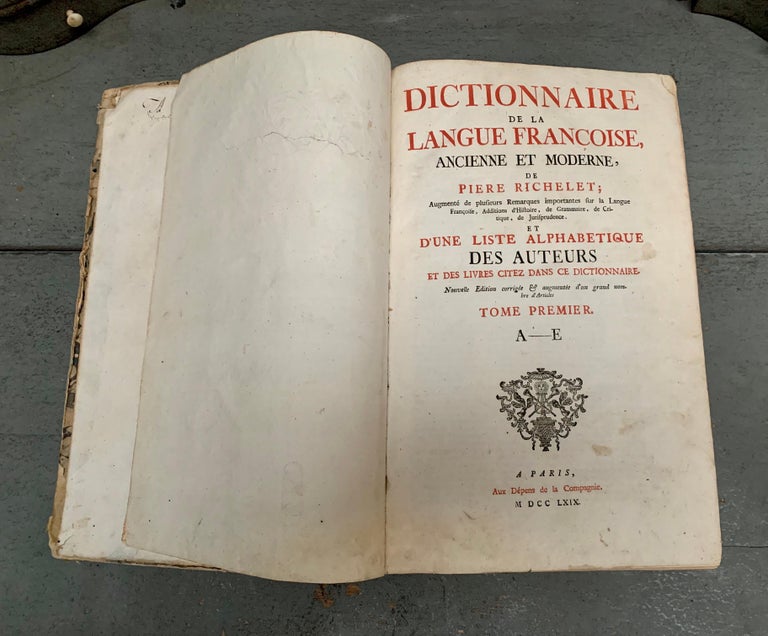 DICTIONNAIRE
DE LA
LANGUE FRANÇOISE,
ANCIENNE ET MODERNE,
DE
PIERE RICHELET;
Augmenté de plusieurs Remarques importantes sur la Langue
Françoise, Additions d'Histoire, de Grammaire, de Cri-
tique, de Jurisprudence.
ET
D'UNE LISTE ALPHABETIQUE
DES AUTEURS
ET DES LIVRES CITEZ DANS CE DICTIONNAIRE.
Nouvelle Edition corrigée & augmentée d'un grand nom-
bre d'Articles
TOME PREMIER.
A—E
A PARIS,
Aux Dépens de la Compagnie.
M DCC LXIX.